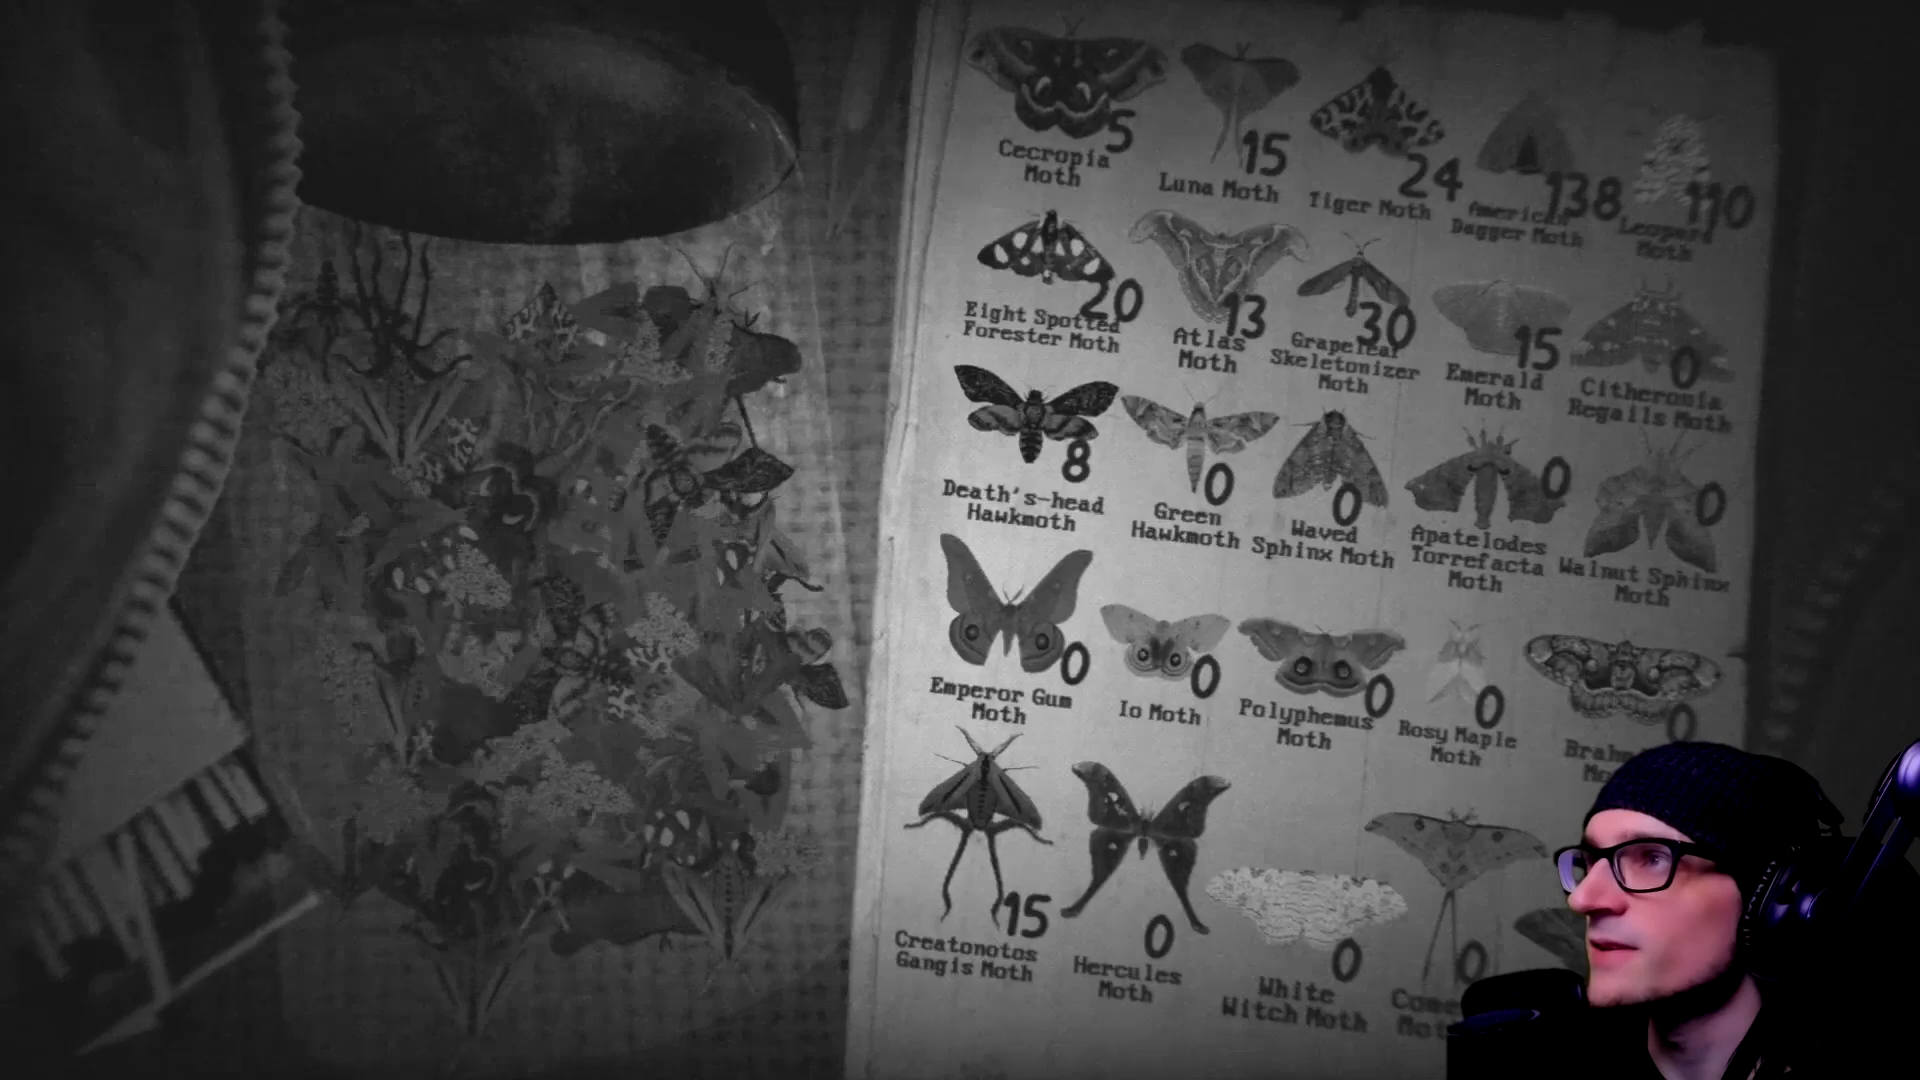 5
Cecropia
Moth
15
Luna Moth
24
Tiger Moth
138
American
Dagger Moth
110
Leopard
Moth
20
Eight Spotted
Forester Moth
13
Atlas
Moth
30
Grapeleaf
Skeletonizer
Moth
15
Emerald
Moth
0
Citheronia
Regails Moth
8
Death's-head
Hawkmoth
0
Green
Hawkmoth
0
Waved
Sphinx Moth
0
Apatelodes
Torrefacta
Moth
0
Walnut Sphinx
Moth
0
Emperor Gum
Moth
0
Io Moth
0
Polyphemus
Moth
0
Rosy Maple
Moth
0
15
Creatonotos
Gangis Moth
0
Hercules
Moth
0
White
Witch Moth
0